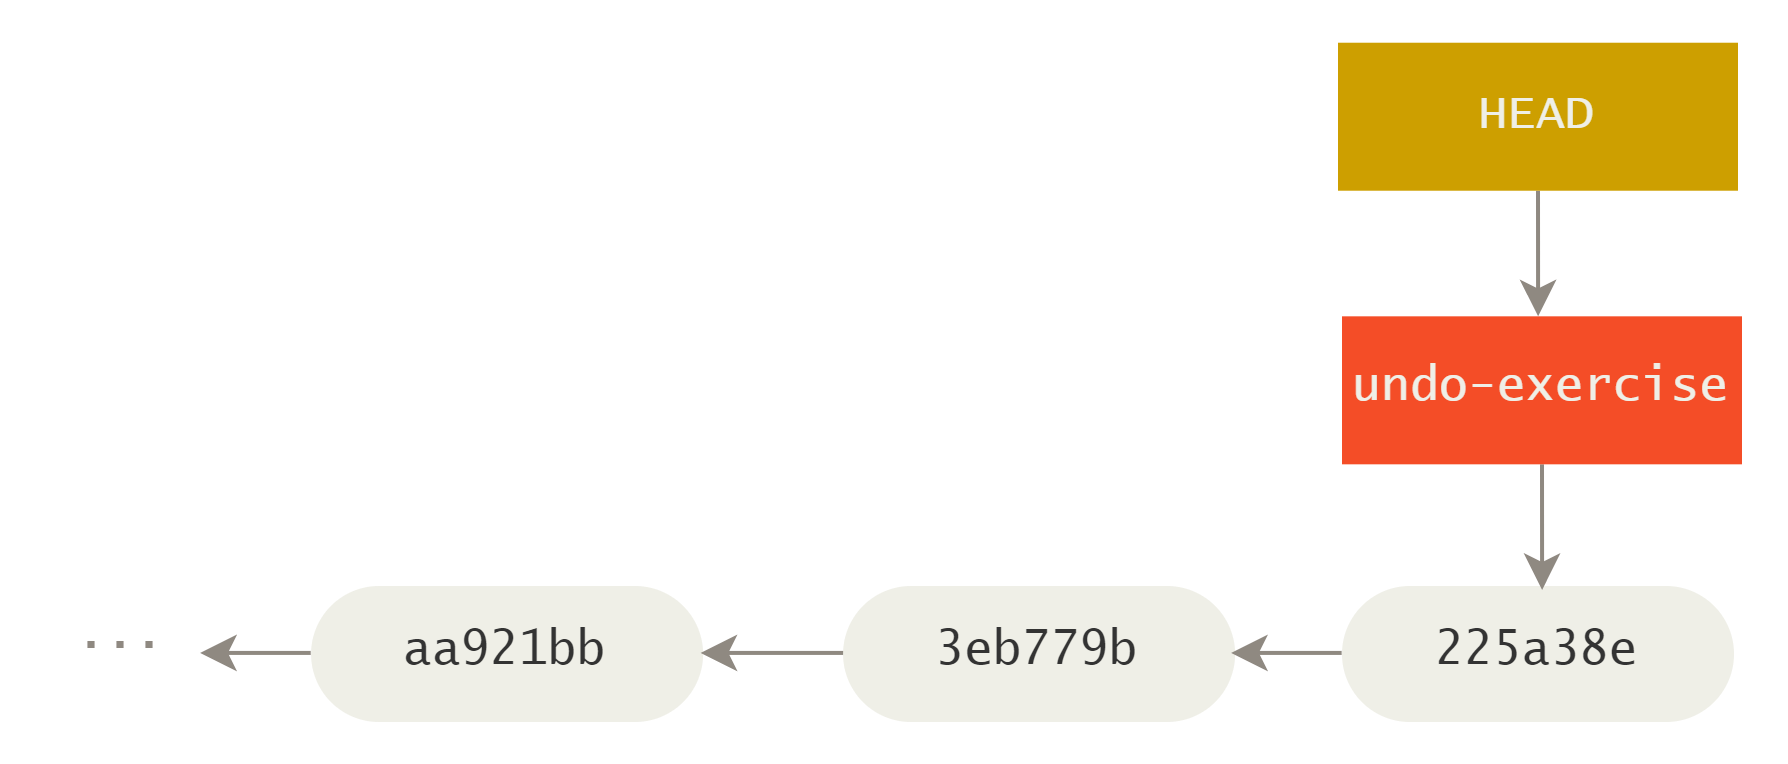 HEAD
undo-exercise
... aa921bb 3eb779b 225a38e